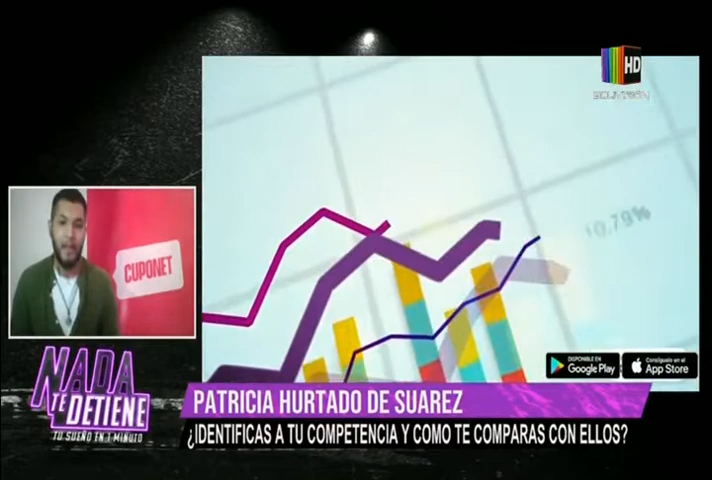 HD
BOLIVISIÓN
+0,79%
CUPONET
DISPONIBLE EN
Google Play
Consíguelo en el
App Store
NADA
TE DETIENE
TU SUEÑO EN 1 MINUTO
PATRICIA HURTADO DE SUAREZ
¿IDENTIFICAS A TU COMPETENCIA Y COMO TE COMPARAS CON ELLOS?